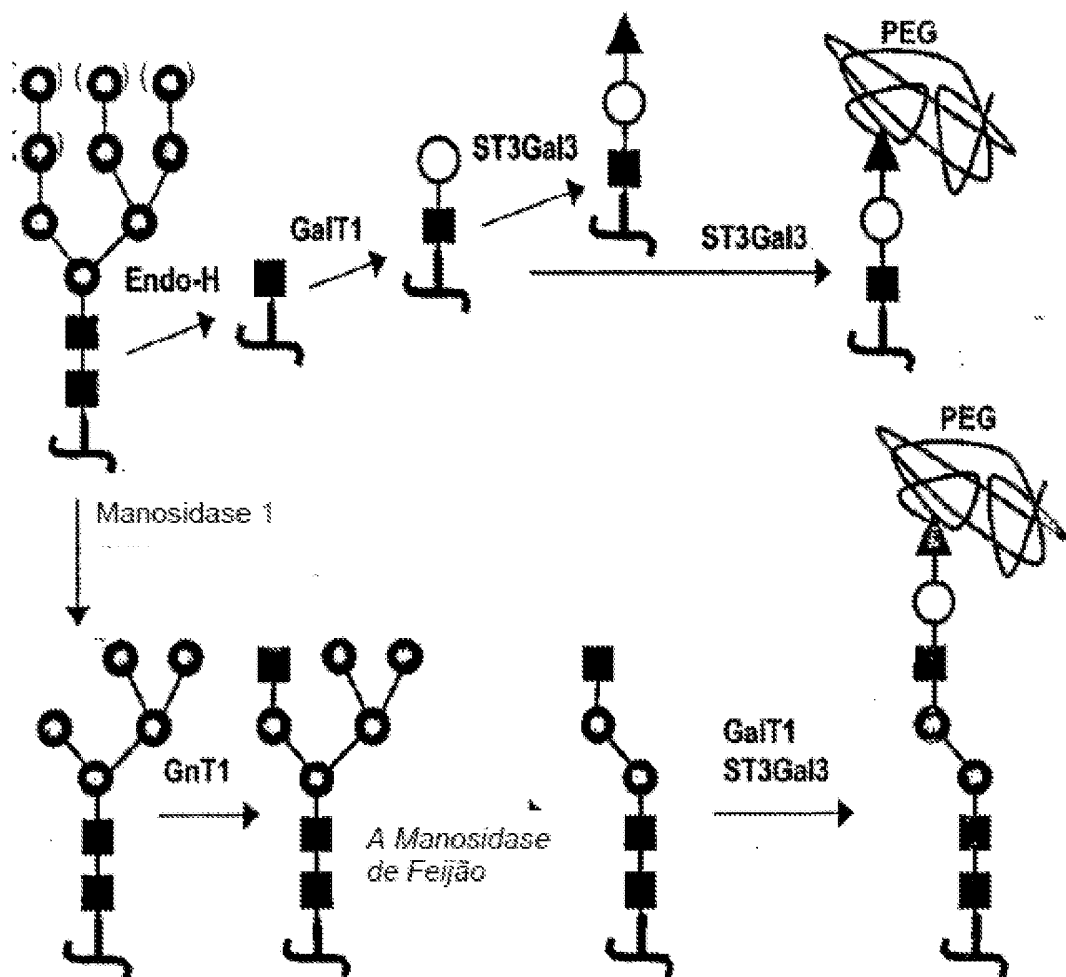 PEG
ST3Gal3
GalT1
ST3Gal3
Endo-H
PEG
Manosidase 1
GnT1
A Manosidase
de Feijão
GalT1
ST3Gal3